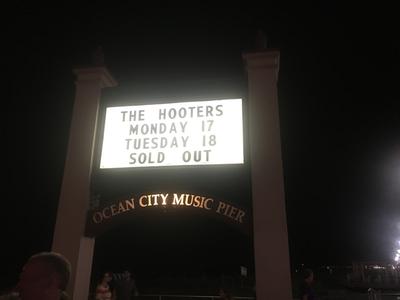 THE HOOTERS
MONDAY 17
TUESDAY 18
SOLD OUT
OCEAN CITY MUSIC PIER